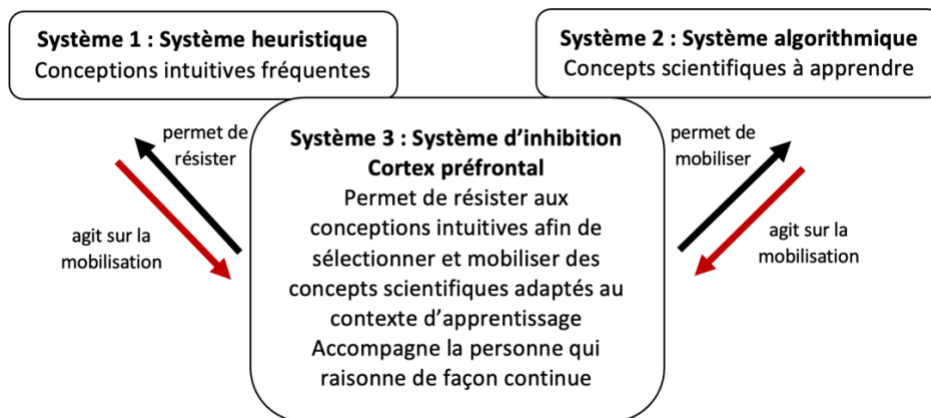 Système 1 : Système heuristique
Conceptions intuitives fréquentes
Système 2 : Système algorithmique
Concepts scientifiques à apprendre
permet de
résister
agit sur la
mobilisation
Système 3 : Système d’inhibition
Cortex préfrontal
Permet de résister aux
conceptions intuitives afin de
sélectionner et mobiliser des
concepts scientifiques adaptés au
contexte d’apprentissage
Accompagne la personne qui
raisonne de façon continue
permet de
mobiliser
agit sur la
mobilisation